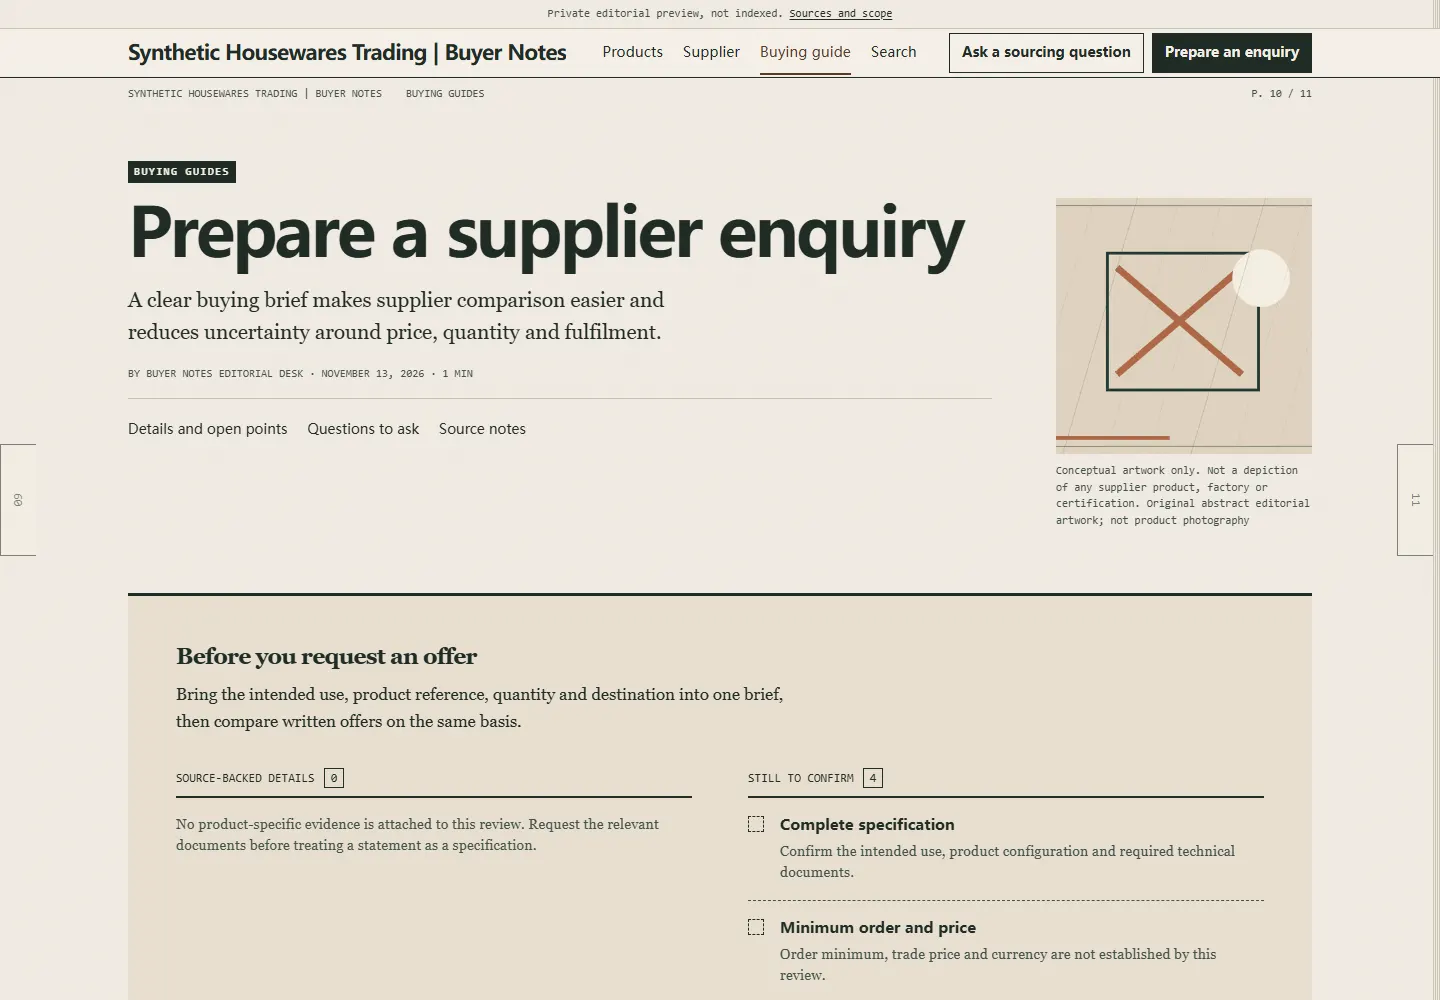 Private editorial preview, not indexed. Sources and scope
Synthetic Housewares Trading | Buyer Notes
Products
Supplier
Buying guide
Search
Ask a sourcing question
Prepare an enquiry
SYNTHETIC HOUSEWARES TRADING | BUYER NOTES
BUYING GUIDES
P. 10 / 11
BUYING GUIDES
Prepare a supplier enquiry
A clear buying brief makes supplier comparison easier and
reduces uncertainty around price, quantity and fulfilment.
BY BUYER NOTES EDITORIAL DESK · NOVEMBER 13, 2026 · 1 MIN
Details and open points
Questions to ask
Source notes
Conceptual artwork only. Not a depiction
of any supplier product, factory or
certification. Original abstract editorial
artwork; not product photography
09
11
Before you request an offer
Bring the intended use, product reference, quantity and destination into one brief,
then compare written offers on the same basis.
SOURCE-BACKED DETAILS 0
No product-specific evidence is attached to this review. Request the relevant
documents before treating a statement as a specification.
STILL TO CONFIRM 4
Complete specification
Confirm the intended use, product configuration and required technical
documents.
Minimum order and price
Order minimum, trade price and currency are not established by this
review.